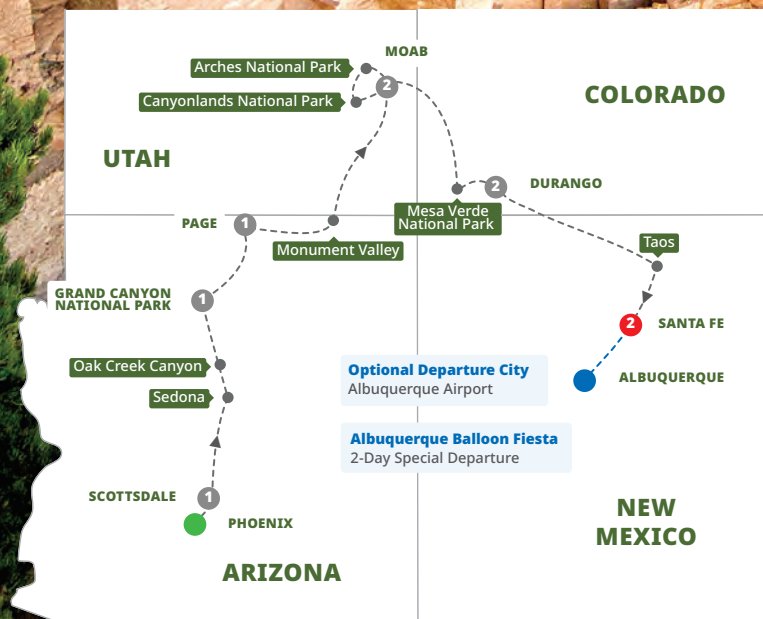 MOAB
Arches National Park
2
Canyonlands National Park
COLORADO
UTAH
2
DURANGO
Mesa Verde
National Park
PAGE
1
Monument Valley
Taos
GRAND CANYON
NATIONAL PARK
1
2
SANTA FE
Oak Creek Canyon
Optional Departure City
Albuquerque Airport
ALBUQUERQUE
Sedona
Albuquerque Balloon Fiesta
2-Day Special Departure
SCOTTSDALE
1
PHOENIX
NEW
MEXICO
ARIZONA